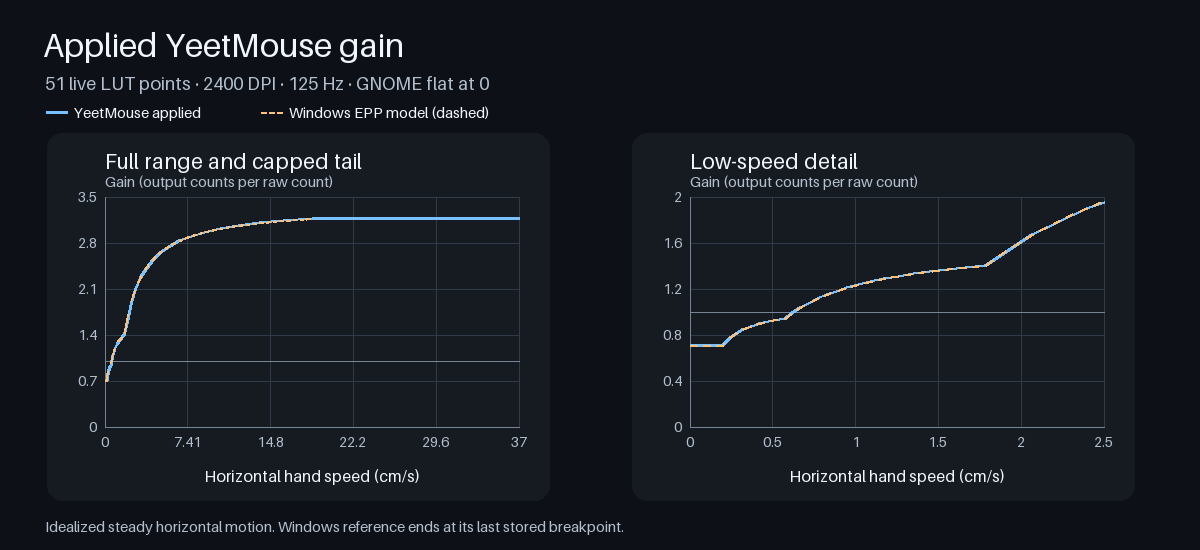 Applied YeetMouse gain
51 live LUT points · 2400 DPI · 125 Hz · GNOME flat at 0
YeetMouse applied
Windows EPP model (dashed)
Full range and capped tail
Gain (output counts per raw count)
3.5
2.8
2.1
1.4
0.7
0
0
7.41
14.8
22.2
29.6
37
Horizontal hand speed (cm/s)
Low-speed detail
Gain (output counts per raw count)
2
1.6
1.2
0.8
0.4
0
0
0.5
1
1.5
2
2.5
Horizontal hand speed (cm/s)
Idealized steady horizontal motion. Windows reference ends at its last stored breakpoint.